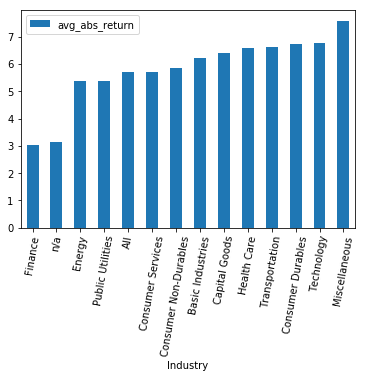 avg_abs_return
7
6
5
4
3
2
1
0
Finance
n/a
Energy
Public Utilities
All
Consumer Services
Consumer Non-Durables
Basic Industries
Capital Goods
Health Care
Transportation
Consumer Durables
Technology
Miscellaneous
Industry